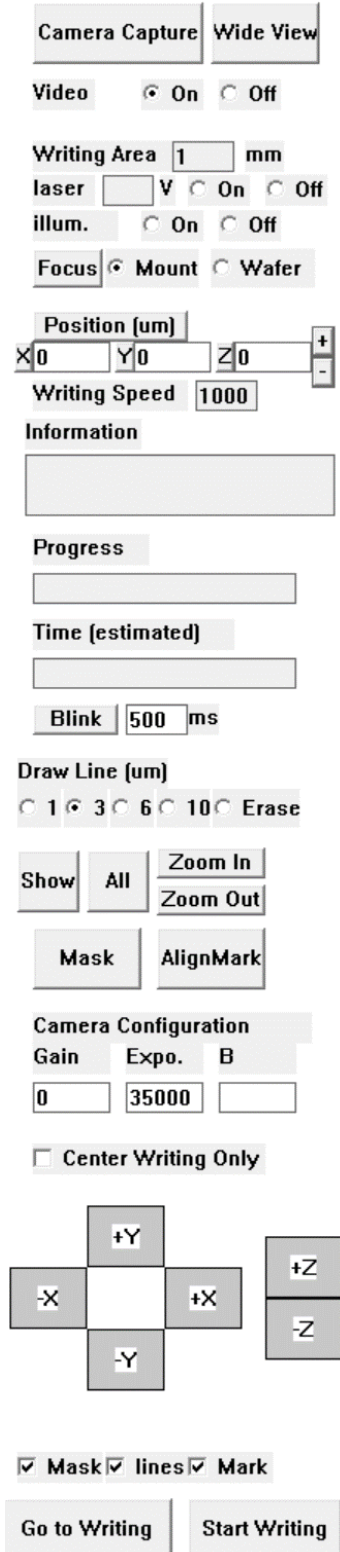 Camera Capture Wide View
Video On Off
Writing Area 1 mm
laser V On Off
illum. On Off
Focus Mount Wafer
Position (um)
X 0 Y 0 Z 0 +
-
Writing Speed 1000
Information
Progress
Time (estimated)
Blink 500 ms
Draw Line (um)
1 3 6 10 Erase
Show All Zoom In
Zoom Out
Mask AlignMark
Camera Configuration
Gain Expo. B
0 35000
Center Writing Only
+Y
-X +X +Z
-Y -Z
Mask lines Mark
Go to Writing Start Writing